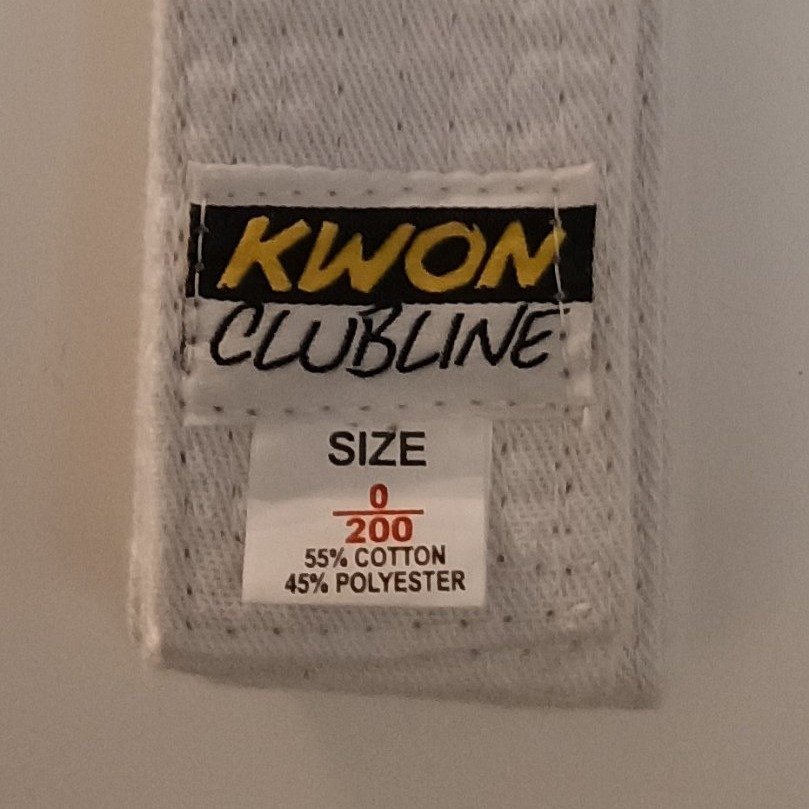 KWON
CLUBLINE
SIZE
0
200
55% COTTON
45% POLYESTER